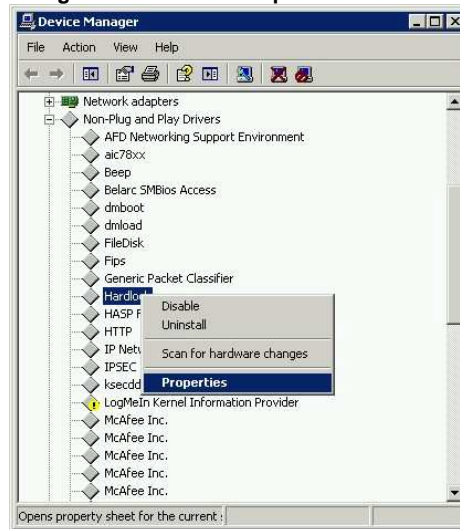 Device Manager
File Action View Help
Network adapters
Non-Plug and Play Drivers
AFD Networking Support Environment
aic78xx
Beep
Belarc SMBios Access
dmboot
dmload
FileDisk
Fips
Generic Packet Classifier
Hardloc
Disable
HASP F
Uninstall
HTTP
IP Netw
Scan for hardware changes
IPSEC
ksecdd
Properties
LogMeIn Kernel Information Provider
McAfee Inc.
McAfee Inc.
McAfee Inc.
McAfee Inc.
McAfee Inc.
Opens property sheet for the current